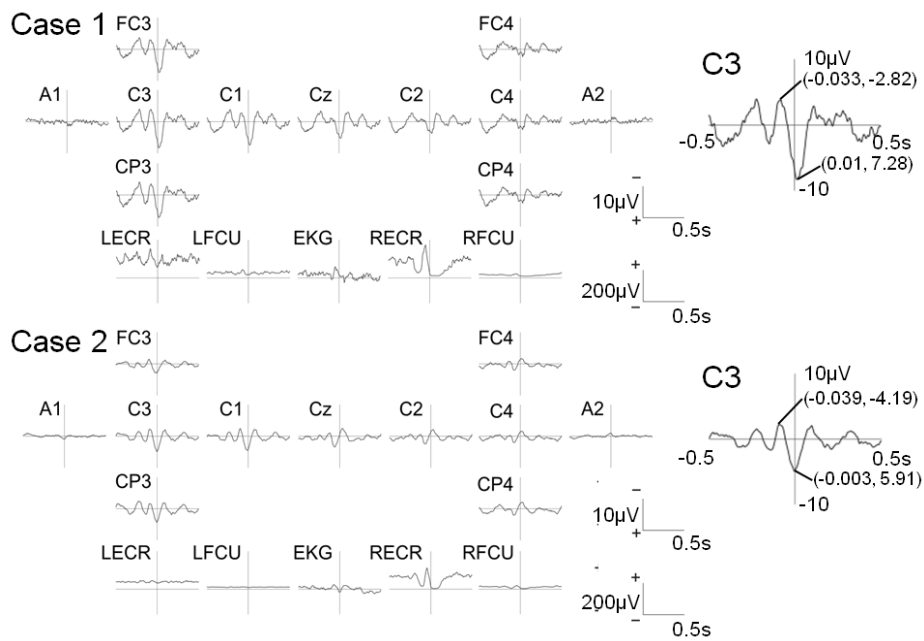 Case 1
FC3 FC4
A1 C3 C1 Cz C2 C4 A2
CP3 CP4
LECR LFCU EKG RECR RFCU
−
10µV
+
0.5s
+
200µV
−
0.5s
C3
10µV
(-0.033, -2.82)
-0.5 0.5s
(0.01, 7.28)
-10
Case 2
FC3 FC4
A1 C3 C1 Cz C2 C4 A2
CP3 CP4
LECR LFCU EKG RECR RFCU
−
10µV
+
0.5s
+
200µV
−
0.5s
C3
10µV
(-0.039, -4.19)
-0.5 0.5s
(-0.003, 5.91)
-10